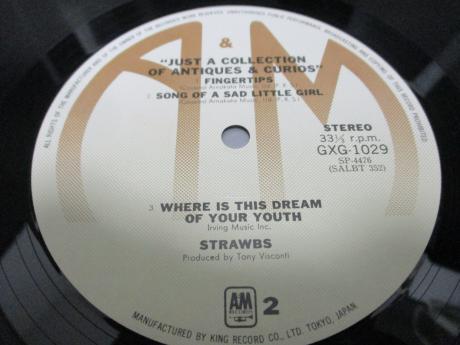 &
"JUST A COLLECTION
OF ANTIQUES & CURIOS"
FINGERTIPS
2 SONG OF A SAD LITTLE GIRL
STEREO
33⅓ r.p.m.
GXG-1029
SP-4476
(SALBT 352)
3 WHERE IS THIS DREAM
OF YOUR YOUTH
Irving Music Inc.
STRAWBS
Produced by Tony Visconti
AM
RECORDS
2
MANUFACTURED BY KING RECORD CO., LTD. TOKYO, JAPAN.